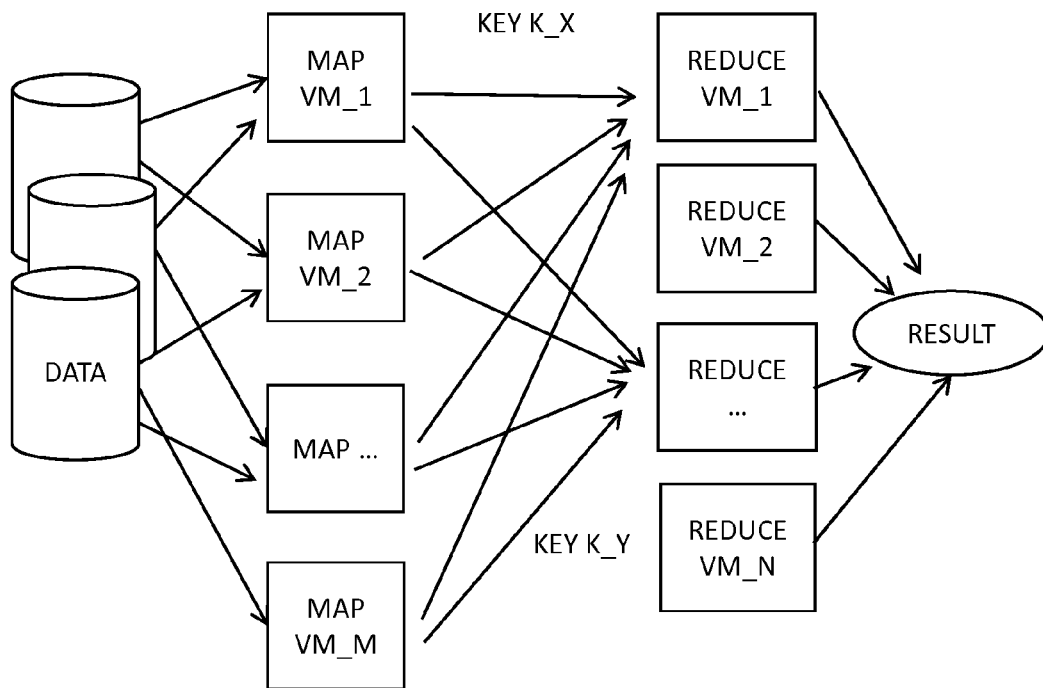 KEY K_X
MAP
VM_1
REDUCE
VM_1
MAP
VM_2
REDUCE
VM_2
DATA
RESULT
REDUCE
...
MAP ...
KEY K_Y
REDUCE
VM_N
MAP
VM_M